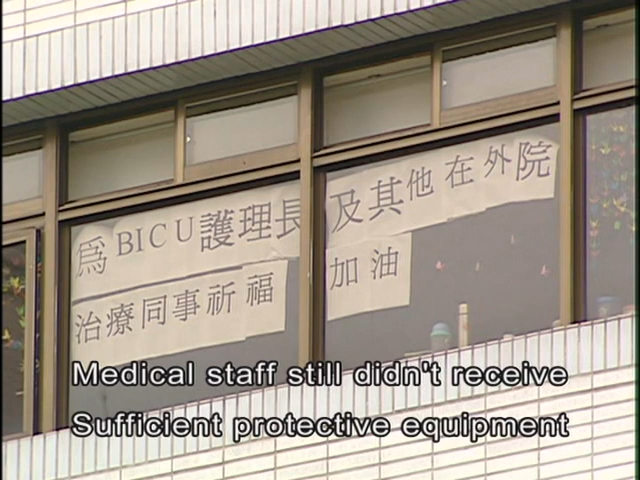 爲BICU護理長及其他在外院
治療同事祈福加油
Medical staff still didn't receive
Sufficient protective equipment